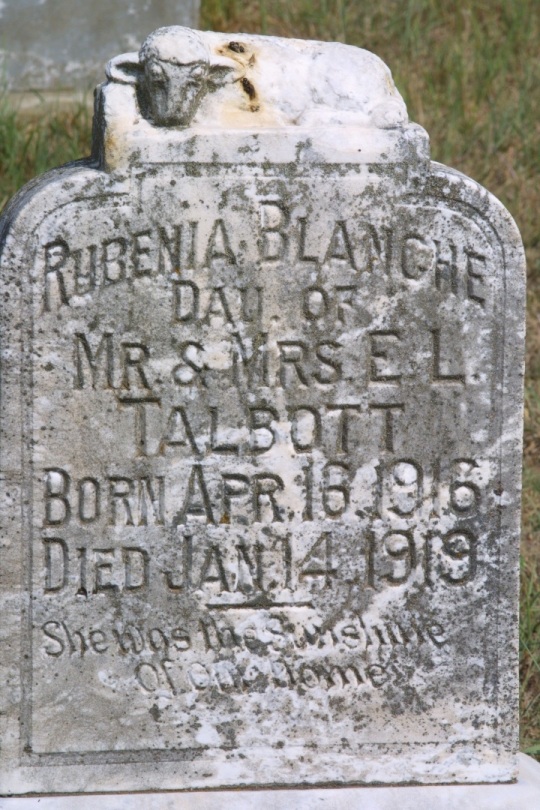 RUBENIA BLANCHE
DAU. OF
MR. & MRS. E. L.
TALBOTT
BORN APR. 16, 1916
DIED JAN. 14, 1919
She was the Sunshine
Of our Home